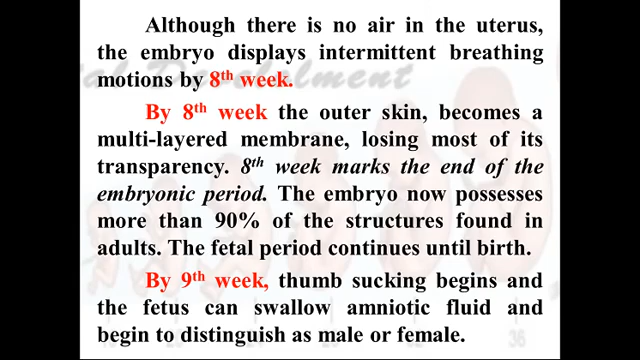 Although there is no air in the uterus,
the embryo displays intermittent breathing
motions by 8th week.
By 8th week the outer skin, becomes a
multi-layered membrane, losing most of its
transparency. 8th week marks the end of the
embryonic period. The embryo now possesses
more than 90% of the structures found in
adults. The fetal period continues until birth.
By 9th week, thumb sucking begins and
the fetus can swallow amniotic fluid and
begin to distinguish as male or female.
36